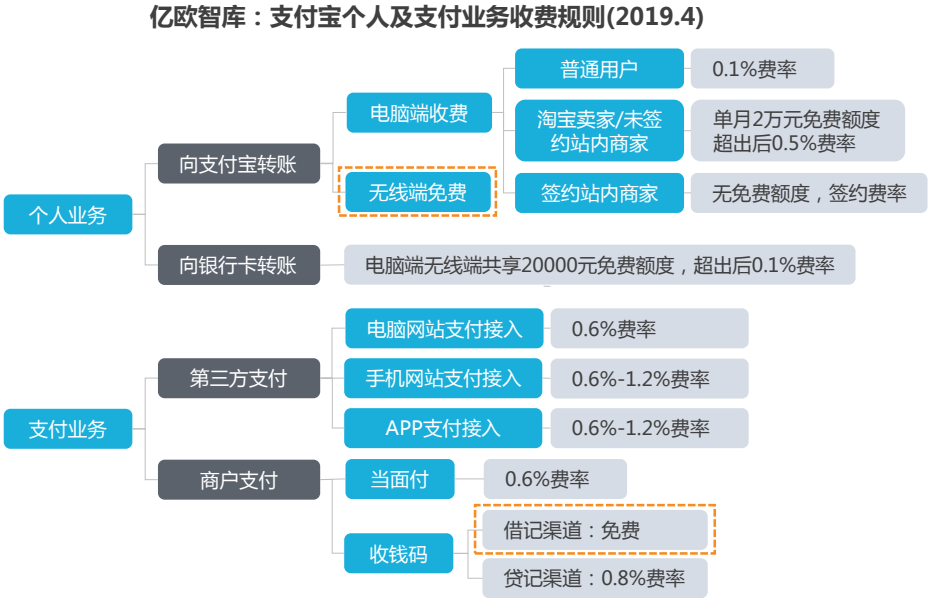 亿欧智库：支付宝个人及支付业务收费规则(2019.4)
个人业务
向支付宝转账
电脑端收费
普通用户
0.1%费率
淘宝卖家/未签
约站内商家
单月2万元免费额度
超出后0.5%费率
签约站内商家
无免费额度，签约费率
无线端免费
向银行卡转账
电脑端无线端共享20000元免费额度，超出后0.1%费率
支付业务
第三方支付
电脑网站支付接入
0.6%费率
手机网站支付接入
0.6%-1.2%费率
APP支付接入
0.6%-1.2%费率
商户支付
当面付
0.6%费率
收钱码
借记渠道：免费
贷记渠道：0.8%费率